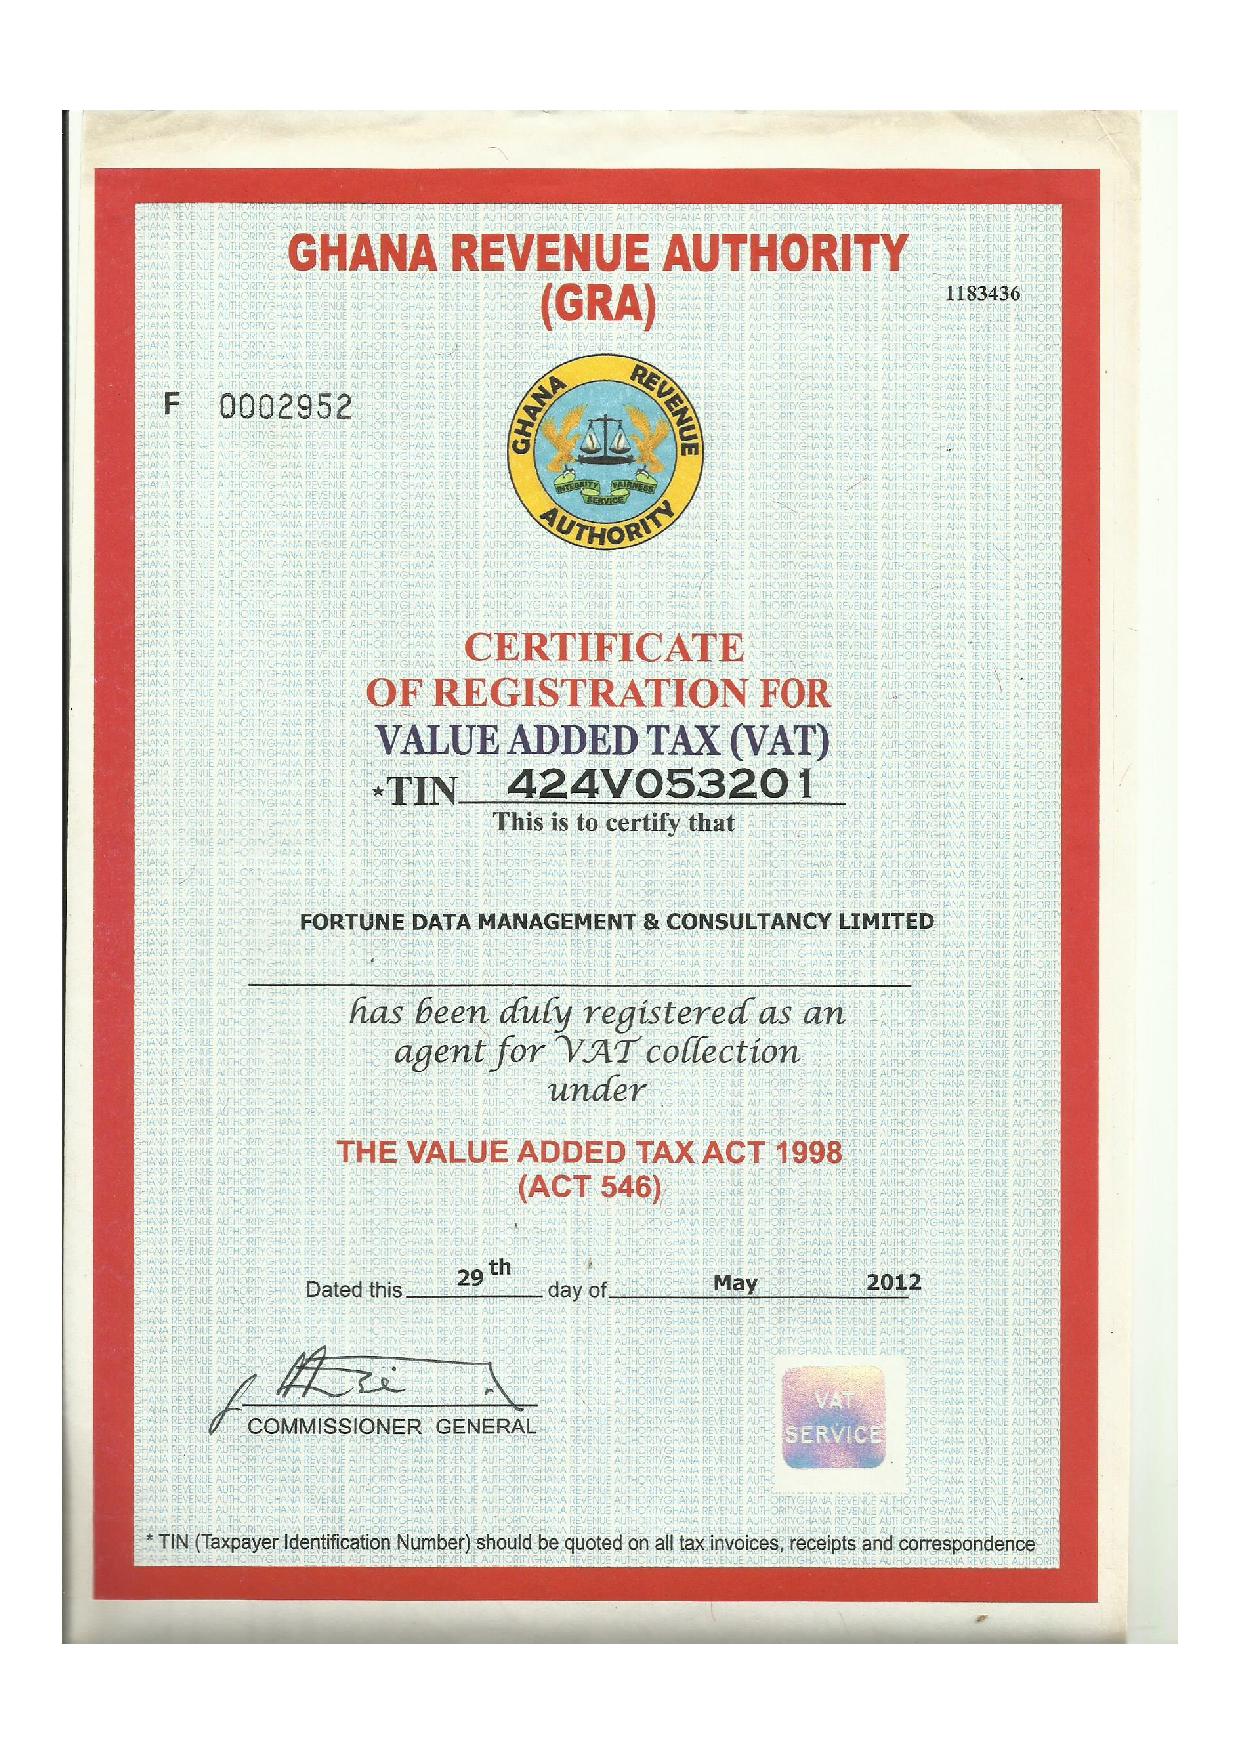 GHANA REVENUE AUTHORITY
(GRA)
1183436
F 0002952
GHANA REVENUE AUTHORITY
INTEGRITY FAIRNESS
SERVICE
CERTIFICATE
OF REGISTRATION FOR
VALUE ADDED TAX (VAT)
*TIN 424V053201
This is to certify that
FORTUNE DATA MANAGEMENT & CONSULTANCY LIMITED
has been duly registered as an
agent for VAT collection
under
THE VALUE ADDED TAX ACT 1998
(ACT 546)
Dated this 29th day of May 2012
COMMISSIONER GENERAL
VAT
SERVICE
* TIN (Taxpayer Identification Number) should be quoted on all tax invoices, receipts and correspondence